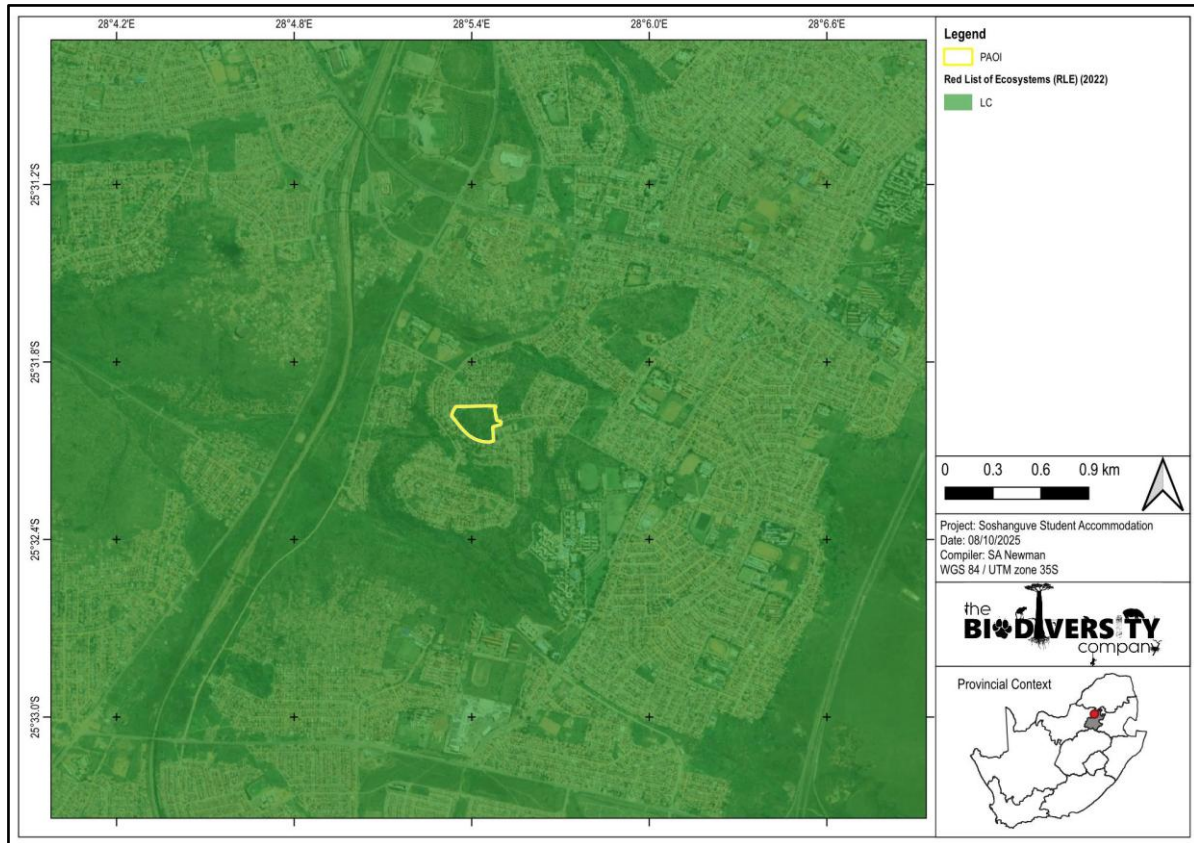 28°4.2'E 28°4.8'E 28°5.4'E 28°6.0'E 28°6.6'E
25°31.2'S
25°31.8'S
25°32.4'S
25°33.0'S
Legend
PAOI
Red List of Ecosystems (RLE) (2022)
LC
0 0.3 0.6 0.9 km
Project: Soshanguve Student Accommodation
Date: 08/10/2025
Compiler: SA Newman
WGS 84 / UTM zone 35S
the
BIODIVERSITY
company
Provincial Context